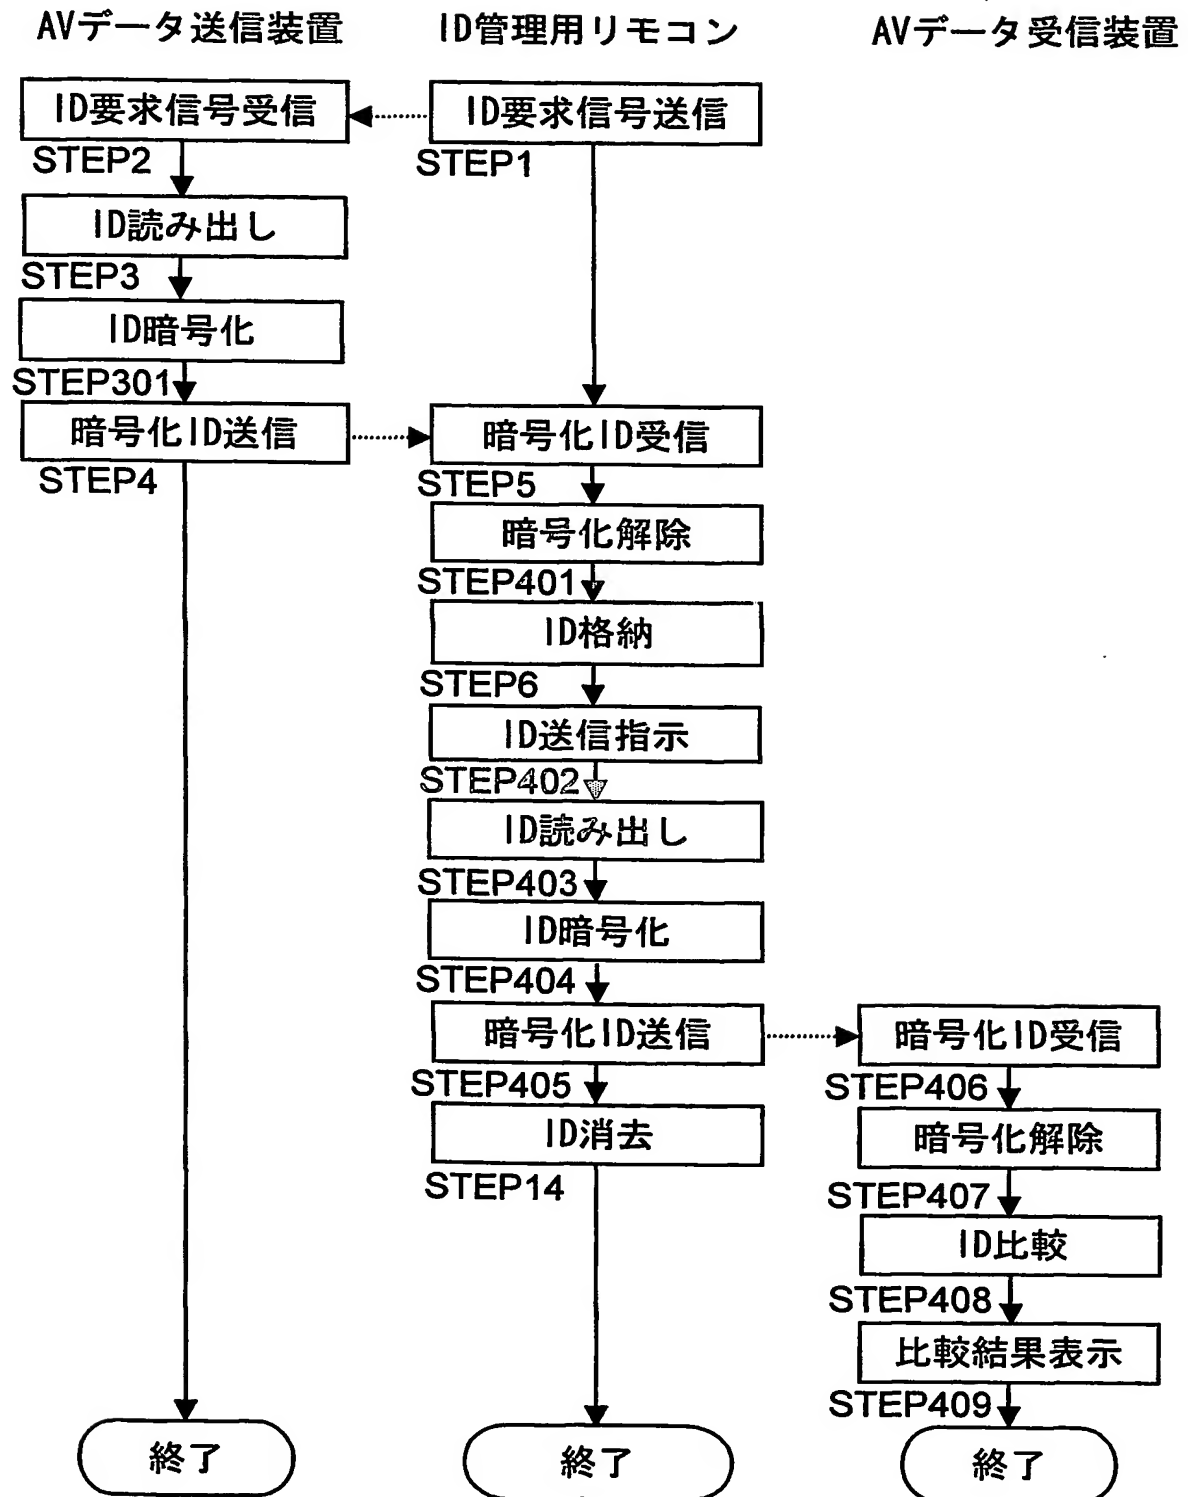 AVデータ送信装置
ID管理用リモコン
AVデータ受信装置
ID要求信号受信
ID要求信号送信
STEP2
STEP1
ID読み出し
STEP3
ID暗号化
STEP301
暗号化ID送信
暗号化ID受信
STEP4
STEP5
暗号化解除
STEP401
ID格納
STEP6
ID送信指示
STEP402
ID読み出し
STEP403
ID暗号化
STEP404
暗号化ID送信
暗号化ID受信
STEP405
STEP406
ID消去
暗号化解除
STEP14
STEP407
ID比較
STEP408
比較結果表示
STEP409
終了
終了
終了